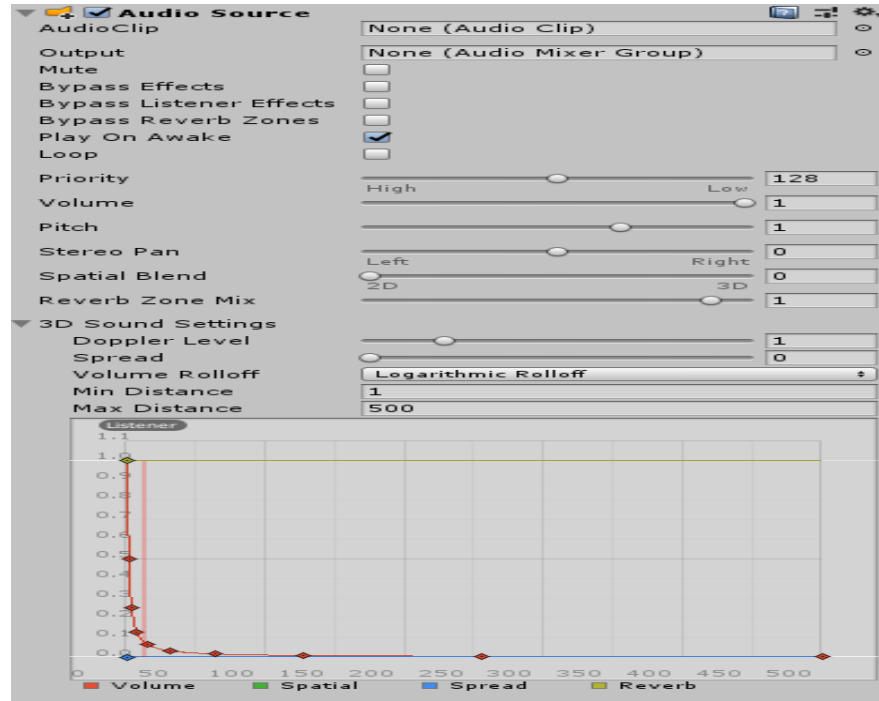 Audio Source
AudioClip None (Audio Clip)
Output None (Audio Mixer Group)
Mute
Bypass Effects
Bypass Listener Effects
Bypass Reverb Zones
Play On Awake
Loop
Priority 128
High Low
Volume 1
Pitch 1
Stereo Pan 0
Left Right
Spatial Blend 0
2D 3D
Reverb Zone Mix 1
3D Sound Settings
Doppler Level 1
Spread 0
Volume Rolloff Logarithmic Rolloff
Min Distance 1
Max Distance 500
Listener
1.1
1.0
0.9
0.8
0.7
0.6
0.5
0.4
0.3
0.2
0.1
0.0
0 50 100 150 200 250 300 350 400 450 500
Volume Spatial Spread Reverb